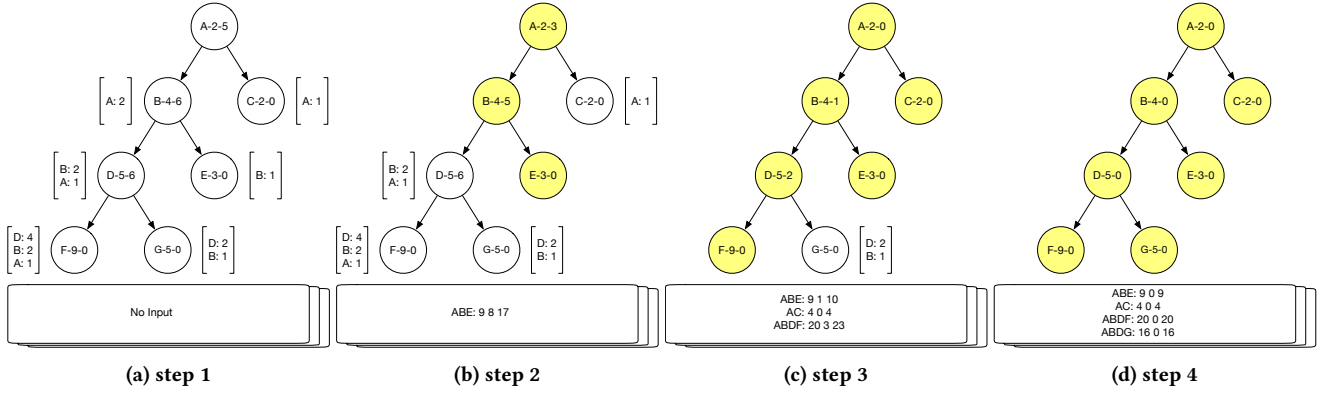 A-2-5
A: 2
B-4-6
C-2-0
A: 1
B: 2
A: 1
D-5-6
E-3-0
B: 1
D: 4
B: 2
A: 1
F-9-0
G-5-0
D: 2
B: 1
No Input
(a) step 1
A-2-3
B-4-5
C-2-0
A: 1
B: 2
A: 1
D-5-6
E-3-0
D: 4
B: 2
A: 1
F-9-0
G-5-0
D: 2
B: 1
ABE: 9 8 17
(b) step 2
A-2-0
B-4-1
C-2-0
D-5-2
E-3-0
F-9-0
G-5-0
D: 2
B: 1
ABE: 9 1 10
AC: 4 0 4
ABDF: 20 3 23
(c) step 3
A-2-0
B-4-0
C-2-0
D-5-0
E-3-0
F-9-0
G-5-0
ABE: 9 0 9
AC: 4 0 4
ABDF: 20 0 20
ABDG: 16 0 16
(d) step 4